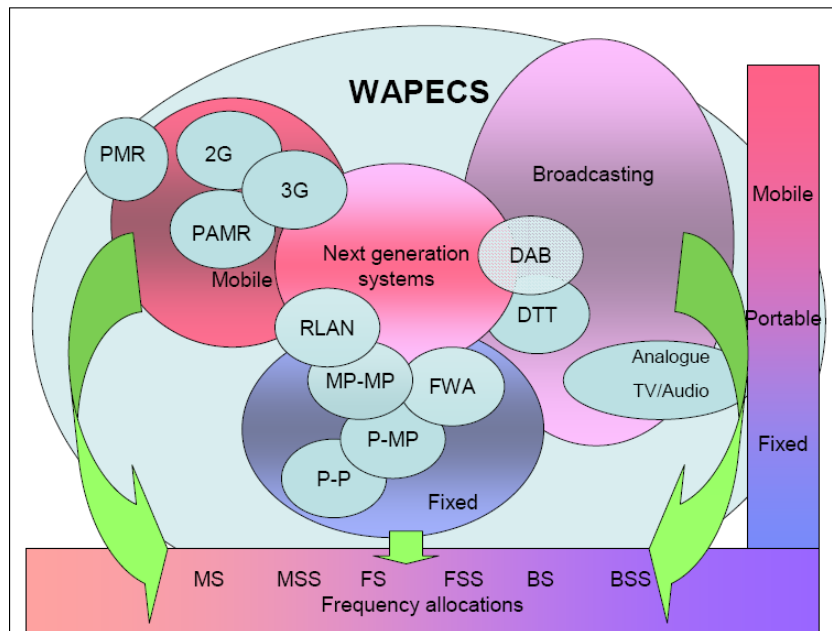 WAPECS
PMR
2G
3G
PAMR
Mobile
Next generation
systems
Broadcasting
DAB
DTT
Analogue
TV/Audio
RLAN
MP-MP
FWA
P-MP
P-P
Fixed
Mobile
Portable
Fixed
MS MSS FS FSS BS BSS
Frequency allocations